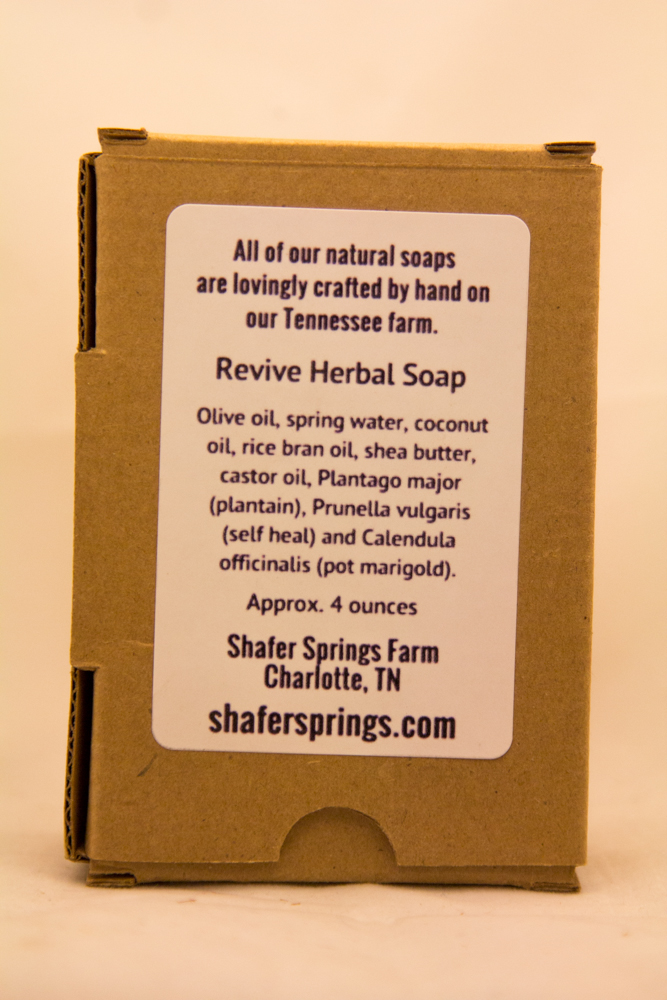 All of our natural soaps
are lovingly crafted by hand on
our Tennessee farm.
Revive Herbal Soap
Olive oil, spring water, coconut
oil, rice bran oil, shea butter,
castor oil, Plantago major
(plantain), Prunella vulgaris
(self heal) and Calendula
officinalis (pot marigold).
Approx. 4 ounces
Shafer Springs Farm
Charlotte, TN
shafersprings.com